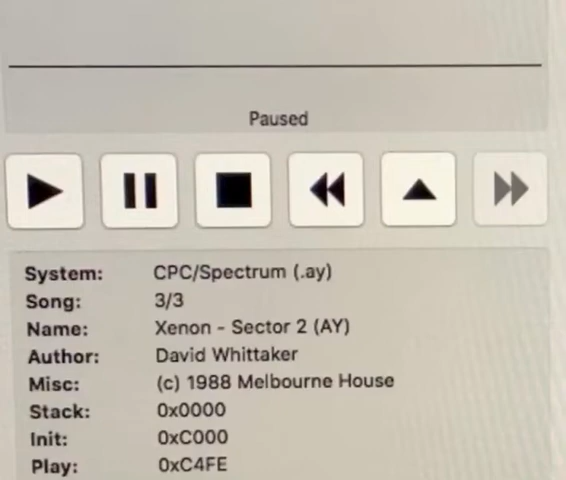 Paused
System: CPC/Spectrum (.ay)
Song: 3/3
Name: Xenon - Sector 2 (AY)
Author: David Whittaker
Misc: (c) 1988 Melbourne House
Stack: 0x0000
Init: 0xC000
Play: 0xC4FE